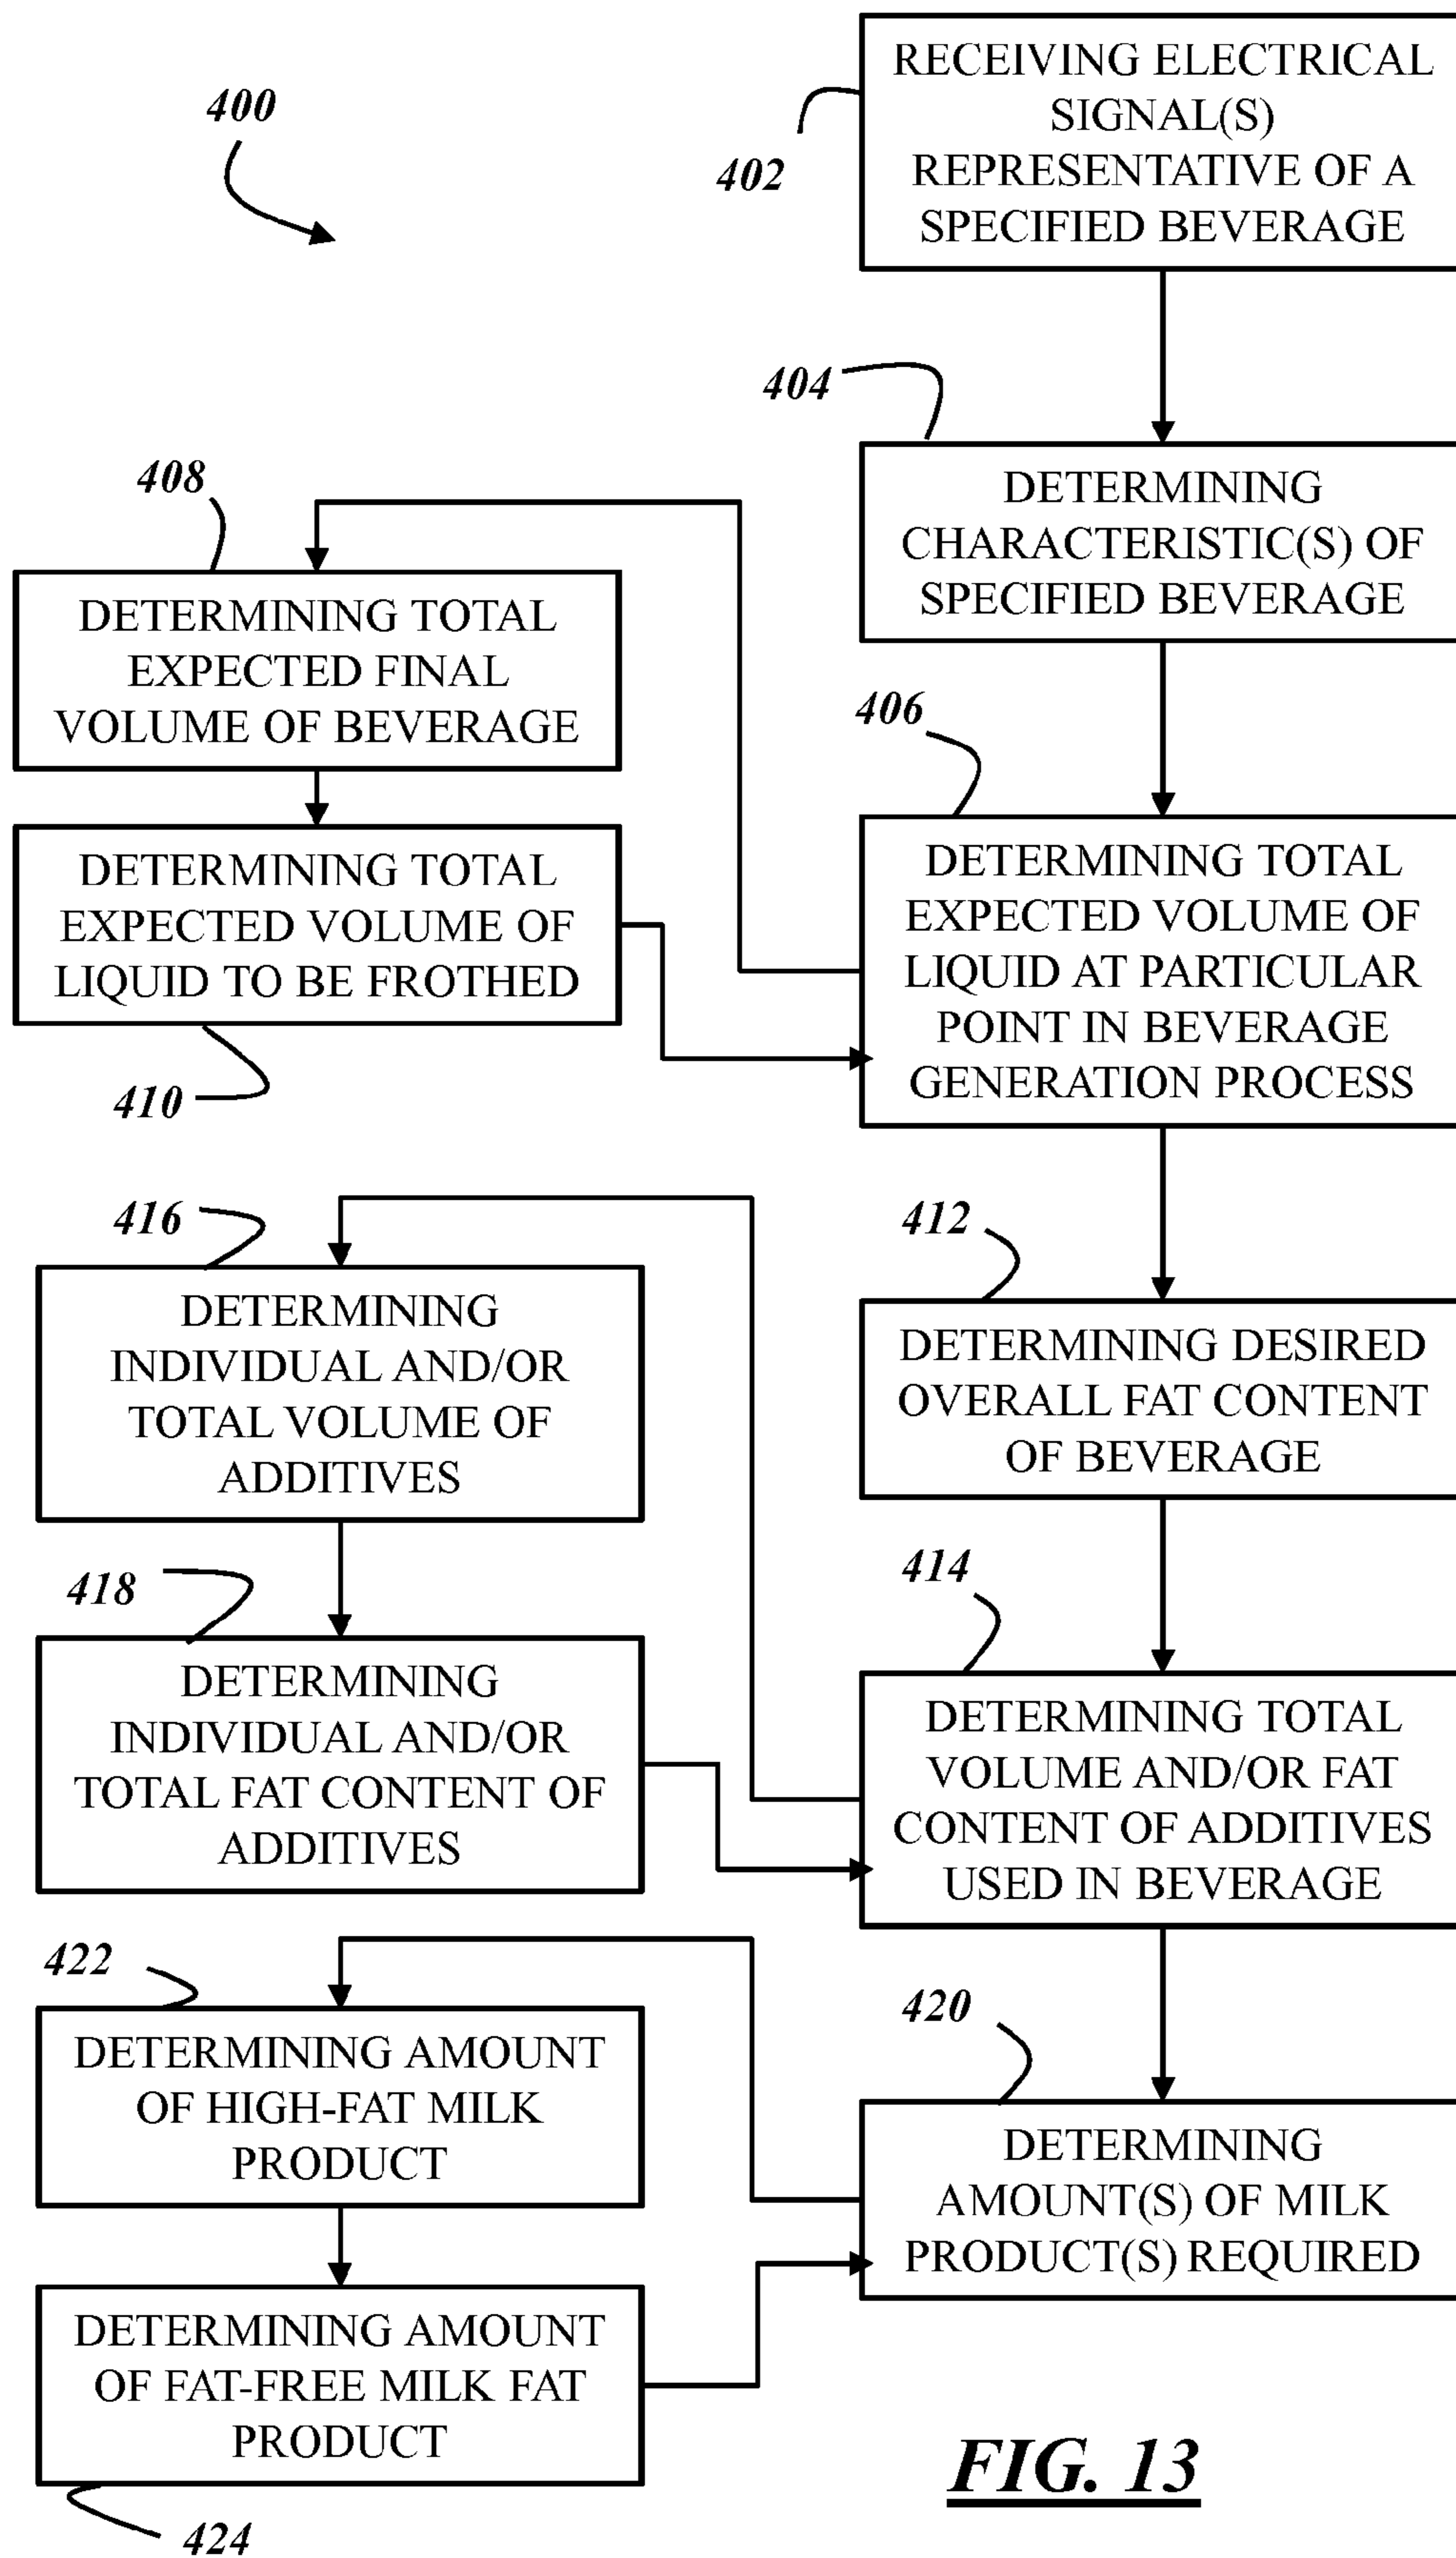 400
402
RECEIVING ELECTRICAL
SIGNAL(S)
REPRESENTATIVE OF A
SPECIFIED BEVERAGE
404
DETERMINING
CHARACTERISTIC(S) OF
SPECIFIED BEVERAGE
406
DETERMINING TOTAL
EXPECTED VOLUME OF
LIQUID AT PARTICULAR
POINT IN BEVERAGE
GENERATION PROCESS
408
DETERMINING TOTAL
EXPECTED FINAL
VOLUME OF BEVERAGE
DETERMINING TOTAL
EXPECTED VOLUME OF
LIQUID TO BE FROTHED
410
412
DETERMINING DESIRED
OVERALL FAT CONTENT
OF BEVERAGE
414
DETERMINING TOTAL
VOLUME AND/OR FAT
CONTENT OF ADDITIVES
USED IN BEVERAGE
416
DETERMINING
INDIVIDUAL AND/OR
TOTAL VOLUME OF
ADDITIVES
418
DETERMINING
INDIVIDUAL AND/OR
TOTAL FAT CONTENT OF
ADDITIVES
420
DETERMINING
AMOUNT(S) OF MILK
PRODUCT(S) REQUIRED
422
DETERMINING AMOUNT
OF HIGH-FAT MILK
PRODUCT
DETERMINING AMOUNT
OF FAT-FREE MILK FAT
PRODUCT
424
FIG. 13